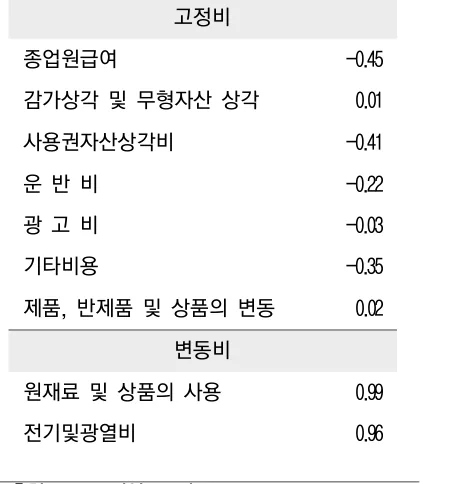 고정비
종업원급여 -0.45
감가상각 및 무형자산 상각 0.01
사용권자산상각비 -0.41
운 반 비 -0.22
광 고 비 -0.03
기타비용 -0.35
제품, 반제품 및 상품의 변동 0.02
변동비
원재료 및 상품의 사용 0.99
전기및광열비 0.96